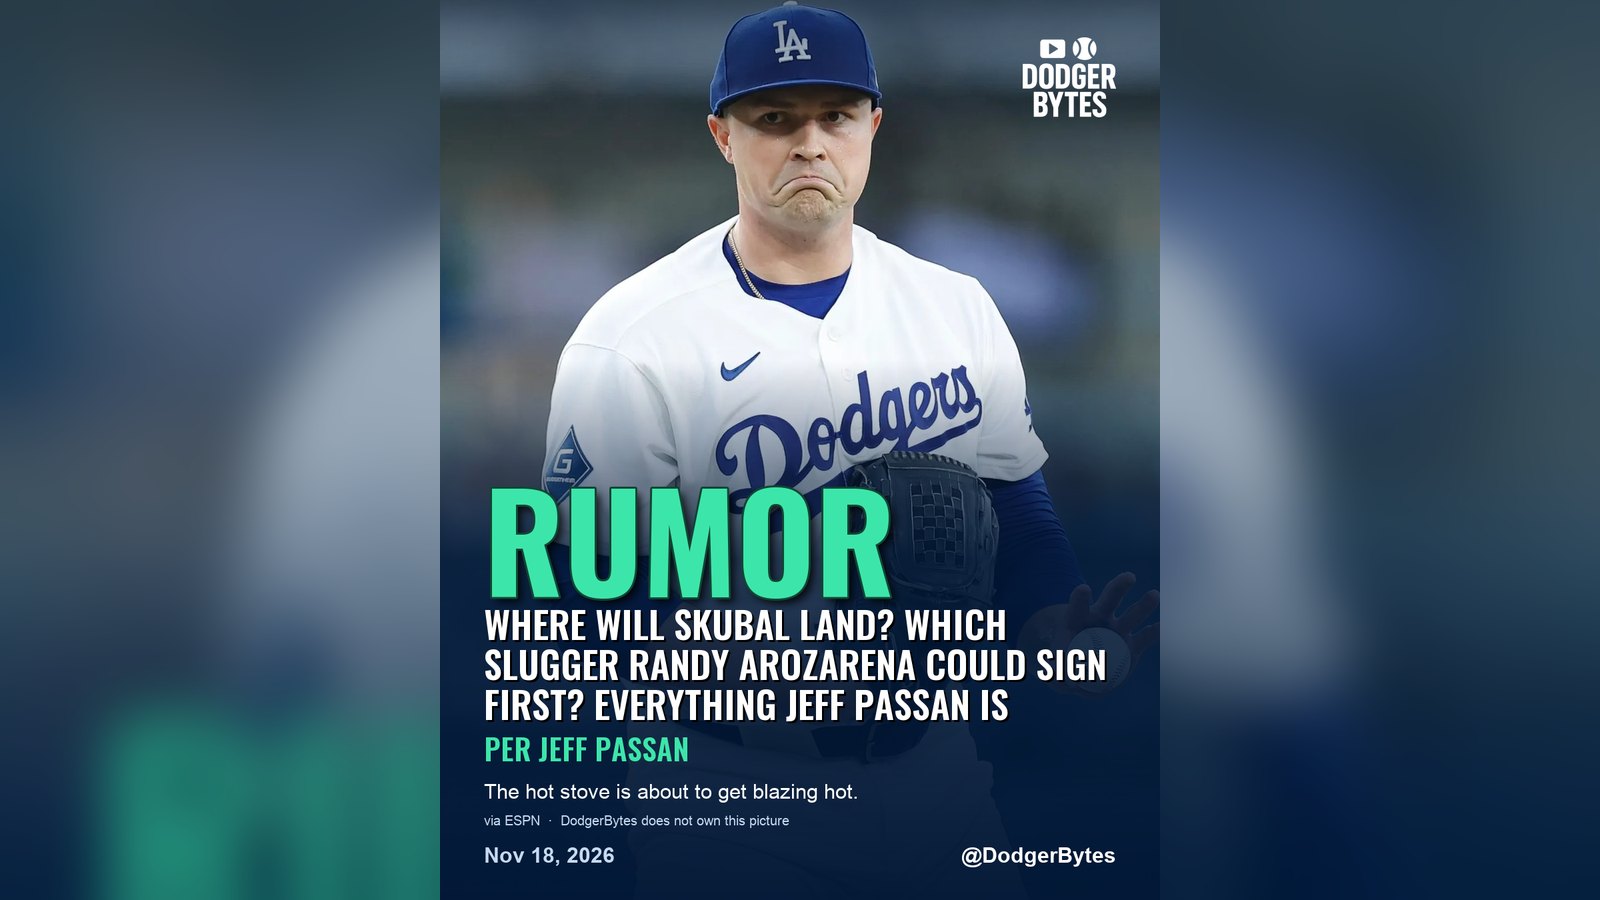 LA
DODGER
BYTES
Dodgers
G
RUMOR
WHERE WILL SKUBAL LAND? WHICH
SLUGGER RANDY AROZARENA COULD SIGN
FIRST? EVERYTHING JEFF PASSAN IS
PER JEFF PASSAN
The hot stove is about to get blazing hot.
via ESPN · DodgerBytes does not own this picture
Nov 18, 2026
@DodgerBytes